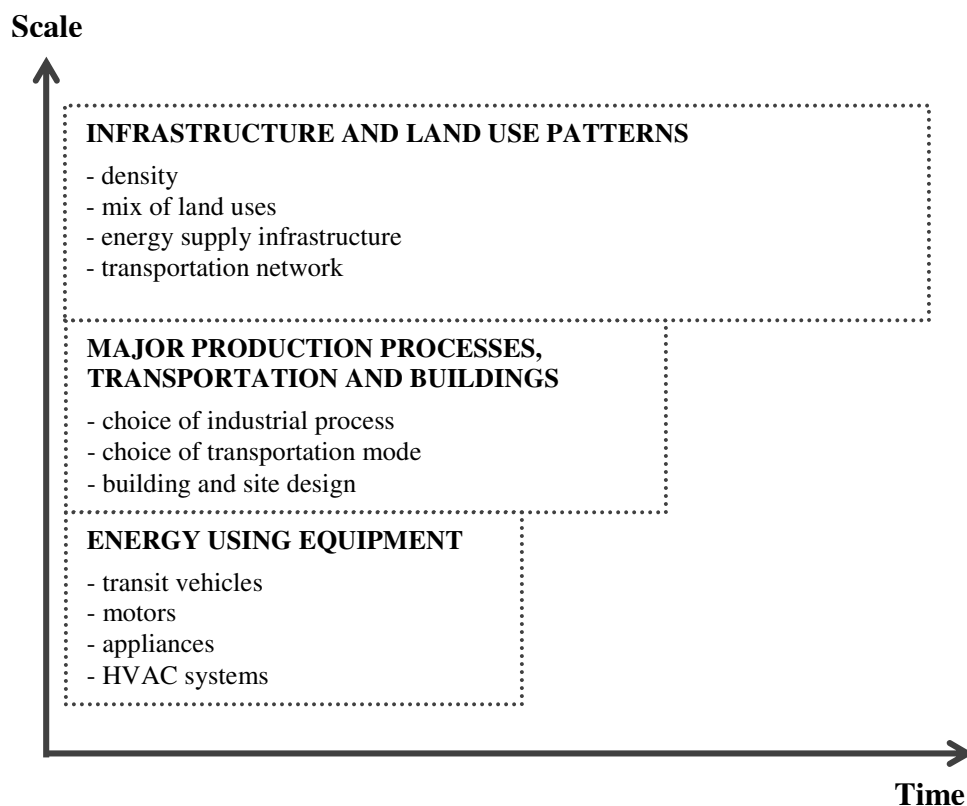 Scale
INFRASTRUCTURE AND LAND USE PATTERNS
- density
- mix of land uses
- energy supply infrastructure
- transportation network
MAJOR PRODUCTION PROCESSES,
TRANSPORTATION AND BUILDINGS
- choice of industrial process
- choice of transportation mode
- building and site design
ENERGY USING EQUIPMENT
- transit vehicles
- motors
- appliances
- HVAC systems
Time